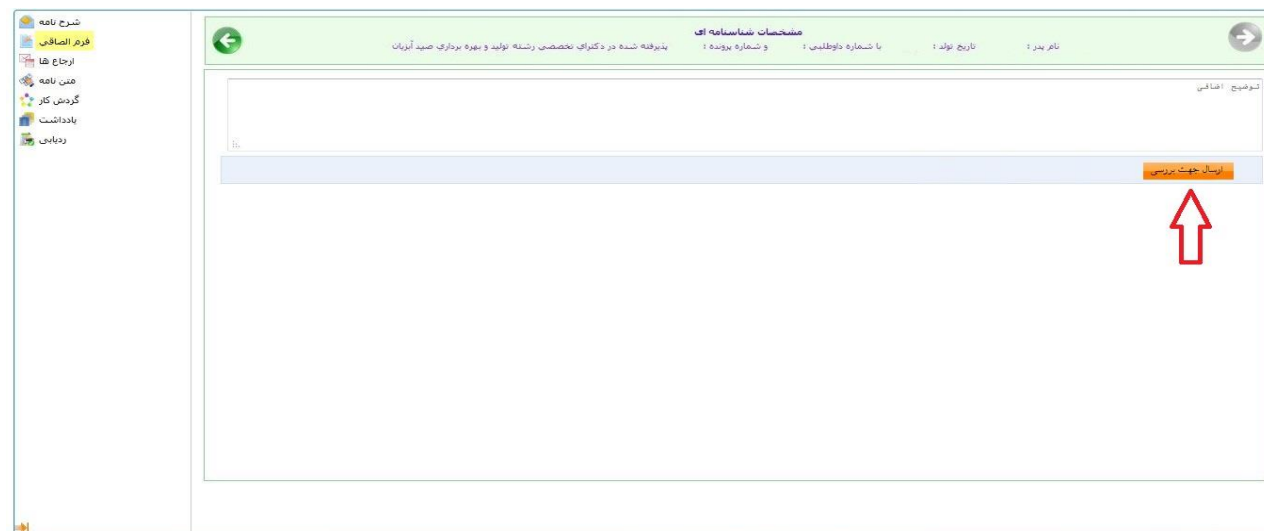 شرح نامه
فرم الصاقی
ارجاع ها
متن نامه
گردش کار
یادداشت
ردیابی
مشخصات شناسنامه ای
نام پدر : تاریخ تولد : با شماره داوطلبی : و شماره پرونده : پذیرفته شده در دکترای تخصصی رشته تولید و بهره برداری صید آبزیان
توضیح اضافی
ارسال جهت بررسی